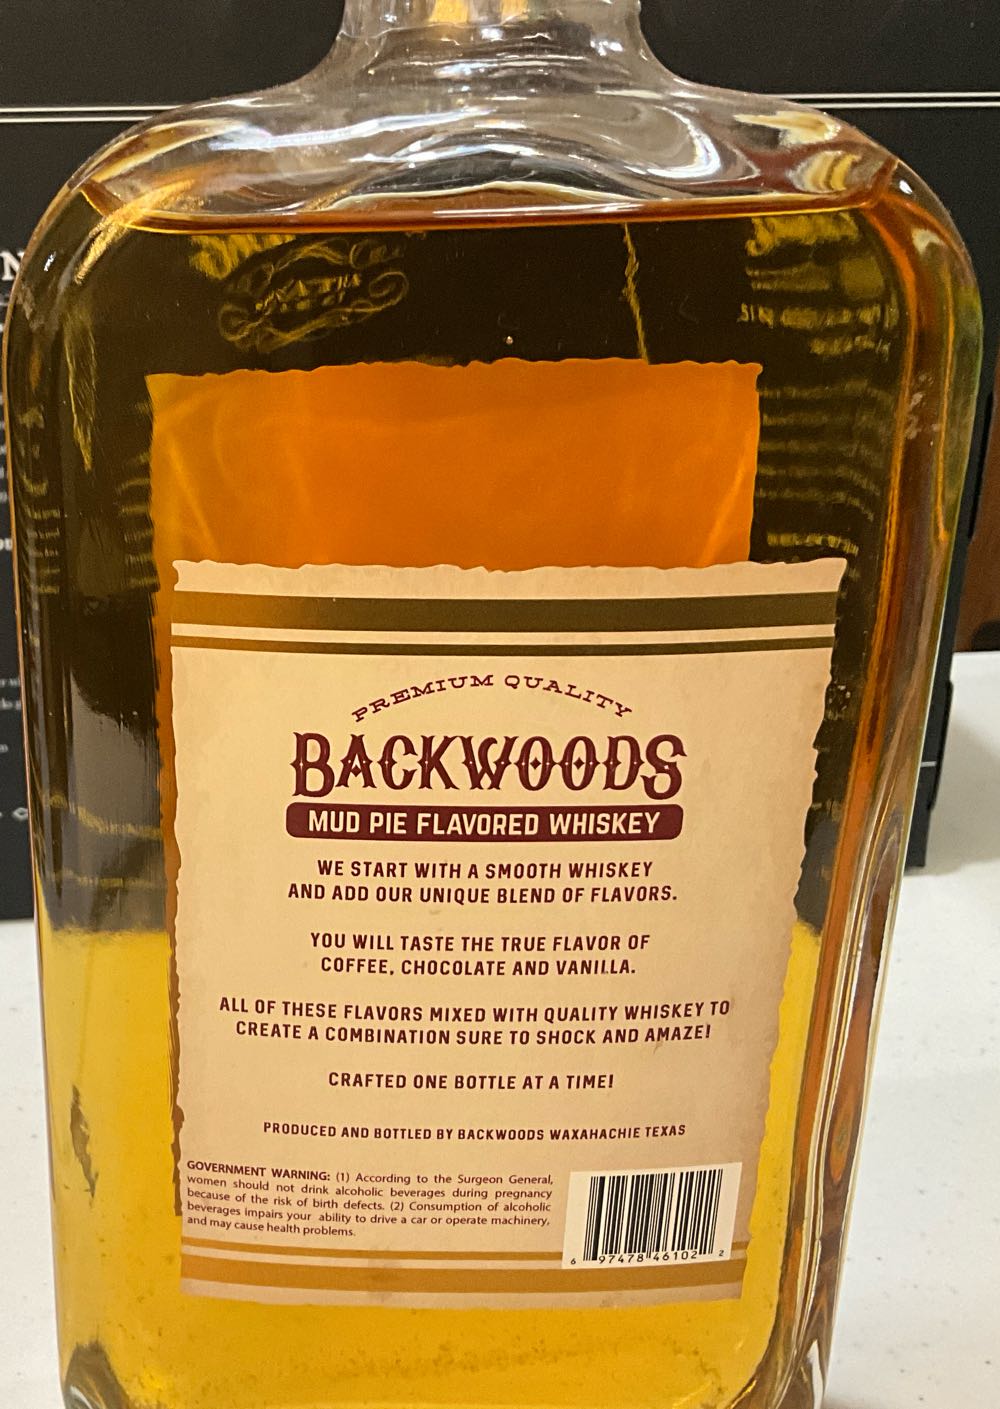 PREMIUM QUALITY
BACKWOODS
MUD PIE FLAVORED WHISKEY
WE START WITH A SMOOTH WHISKEY
AND ADD OUR UNIQUE BLEND OF FLAVORS.
YOU WILL TASTE THE TRUE FLAVOR OF
COFFEE, CHOCOLATE AND VANILLA.
ALL OF THESE FLAVORS MIXED WITH QUALITY WHISKEY TO
CREATE A COMBINATION SURE TO SHOCK AND AMAZE!
CRAFTED ONE BOTTLE AT A TIME!
PRODUCED AND BOTTLED BY BACKWOODS WAXAHACHIE TEXAS
GOVERNMENT WARNING: (1) According to the Surgeon General,
women should not drink alcoholic beverages during pregnancy
because of the risk of birth defects. (2) Consumption of alcoholic
beverages impairs your ability to drive a car or operate machinery,
and may cause health problems.
6 97478 46102 2